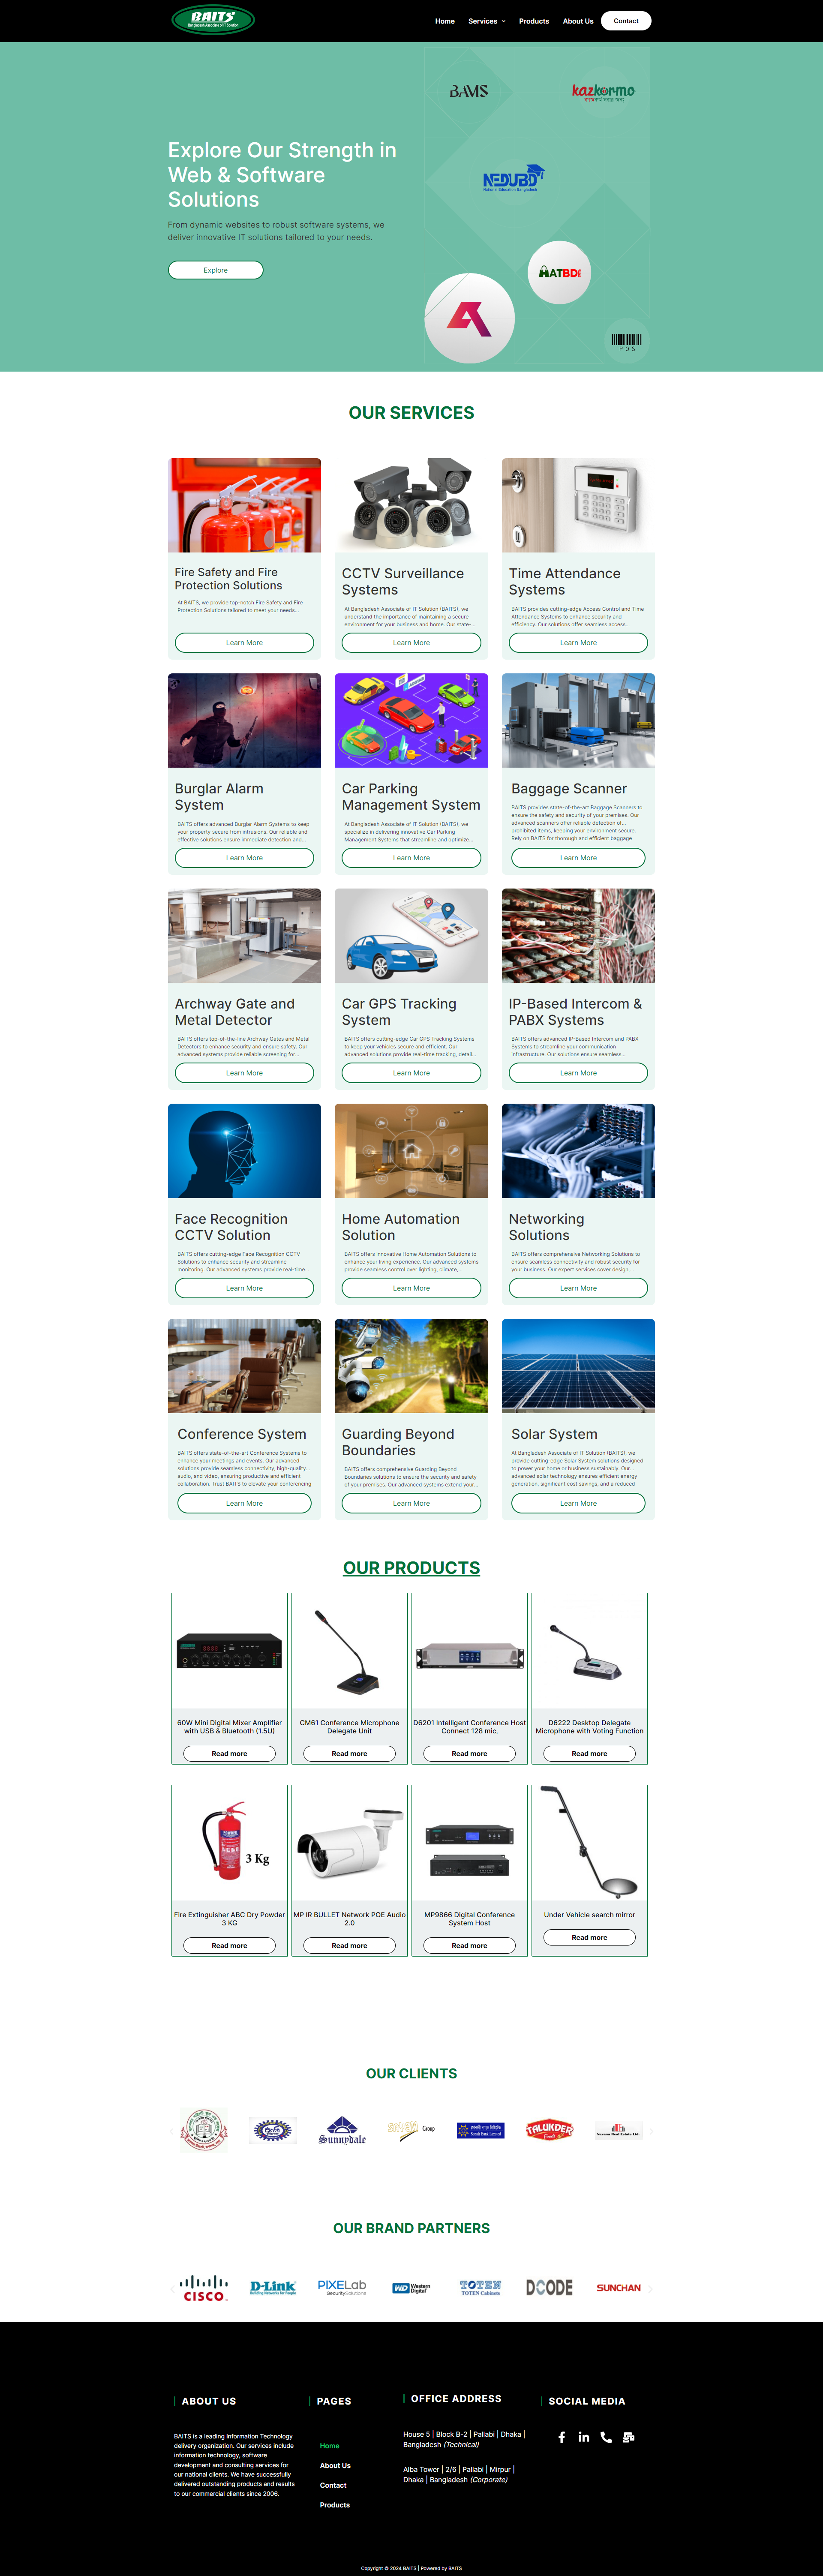 BAITS
Bangladesh Associate of IT Solution
Home
Services
Products
About Us
Contact
BAMS
kazkormo
NEDUBD
HATBD
POS
Explore Our Strength in
Web & Software
Solutions
From dynamic websites to robust software systems, we
deliver innovative IT solutions tailored to your needs.
Explore
OUR SERVICES
Fire Safety and Fire
Protection Solutions
At BAITS, we provide top-notch Fire Safety and Fire
Protection Solutions tailored to meet your needs...
Learn More
CCTV Surveillance
Systems
At Bangladesh Associate of IT Solution (BAITS), we
understand the importance of maintaining a secure
environment for your business and home. Our state-...
Learn More
Time Attendance
Systems
BAITS provides cutting-edge Access Control and Time
Attendance Systems to enhance security and
efficiency. Our solutions offer seamless access...
Learn More
Burglar Alarm
System
BAITS offers advanced Burglar Alarm Systems to keep
your property secure from intrusions. Our reliable and
effective solutions ensure immediate detection and...
Learn More
Car Parking
Management System
At Bangladesh Associate of IT Solution (BAITS), we
specialize in delivering innovative Car Parking
Management Systems that streamline and optimize...
Learn More
Baggage Scanner
BAITS provides state-of-the-art Baggage Scanners to
ensure the safety and security of your premises. Our
advanced scanners offer reliable detection of...
prohibited items, keeping your environment secure.
Rely on BAITS for thorough and efficient baggage
Learn More
Archway Gate and
Metal Detector
BAITS offers top-of-the-line Archway Gates and Metal
Detectors to enhance security and ensure safety. Our
advanced systems provide reliable screening for...
Learn More
Car GPS Tracking
System
BAITS offers cutting-edge Car GPS Tracking Systems
to keep your vehicles secure and efficient. Our
advanced solutions provide real-time tracking, detail...
Learn More
IP-Based Intercom &
PABX Systems
BAITS offers advanced IP-Based Intercom and PABX
Systems to streamline your communication
infrastructure. Our solutions ensure seamless...
Learn More
Face Recognition
CCTV Solution
BAITS offers cutting-edge Face Recognition CCTV
Solutions to enhance security and streamline
monitoring. Our advanced systems provide real-time...
Learn More
Home Automation
Solution
BAITS offers innovative Home Automation Solutions to
enhance your living experience. Our advanced systems
provide seamless control over lighting, climate,...
Learn More
Networking
Solutions
BAITS offers comprehensive Networking Solutions to
ensure seamless connectivity and robust security for
your business. Our expert services cover design,...
Learn More
Conference System
BAITS offers state-of-the-art Conference Systems to
enhance your meetings and events. Our advanced
solutions provide seamless connectivity, high-quality...
audio, and video, ensuring productive and efficient
collaboration. Trust BAITS to elevate your conferencing
Learn More
Guarding Beyond
Boundaries
BAITS offers comprehensive Guarding Beyond
Boundaries solutions to ensure the security and safety
of your premises. Our advanced systems extend your...
Learn More
Solar System
At Bangladesh Associate of IT Solution (BAITS), we
provide cutting-edge Solar System solutions designed
to power your home or business sustainably. Our...
advanced solar technology ensures efficient energy
generation, significant cost savings, and a reduced
Learn More
OUR PRODUCTS
60W Mini Digital Mixer Amplifier
with USB & Bluetooth (1.5U)
Read more
CM61 Conference Microphone
Delegate Unit
Read more
D6201 Intelligent Conference Host
Connect 128 mic,
Read more
D6222 Desktop Delegate
Microphone with Voting Function
Read more
3 Kg
Fire Extinguisher ABC Dry Powder
3 KG
Read more
MP IR BULLET Network POE Audio
2.0
Read more
MP9866 Digital Conference
System Host
Read more
Under Vehicle search mirror
Read more
OUR CLIENTS
Sunnydale
Group
Sonali Bank Limited
TALUKDER
Navana Real Estate Ltd.
OUR BRAND PARTNERS
CISCO
D-Link
Building Networks for People
PIXELab
SecuritySolutions
WD Western
Digital
TOTEN
TOTEN Cabinets
DCODE
SUNCHAN
ABOUT US
BAITS is a leading Information Technology
delivery organization. Our services include
information technology, software
development and consulting services for
our national clients. We have successfully
delivered outstanding products and results
to our commercial clients since 2006.
PAGES
Home
About Us
Contact
Products
OFFICE ADDRESS
House 5 | Block B-2 | Pallabi | Dhaka |
Bangladesh (Technical)
Alba Tower | 2/6 | Pallabi | Mirpur |
Dhaka | Bangladesh (Corporate)
SOCIAL MEDIA
Copyright © 2024 BAITS | Powered by BAITS